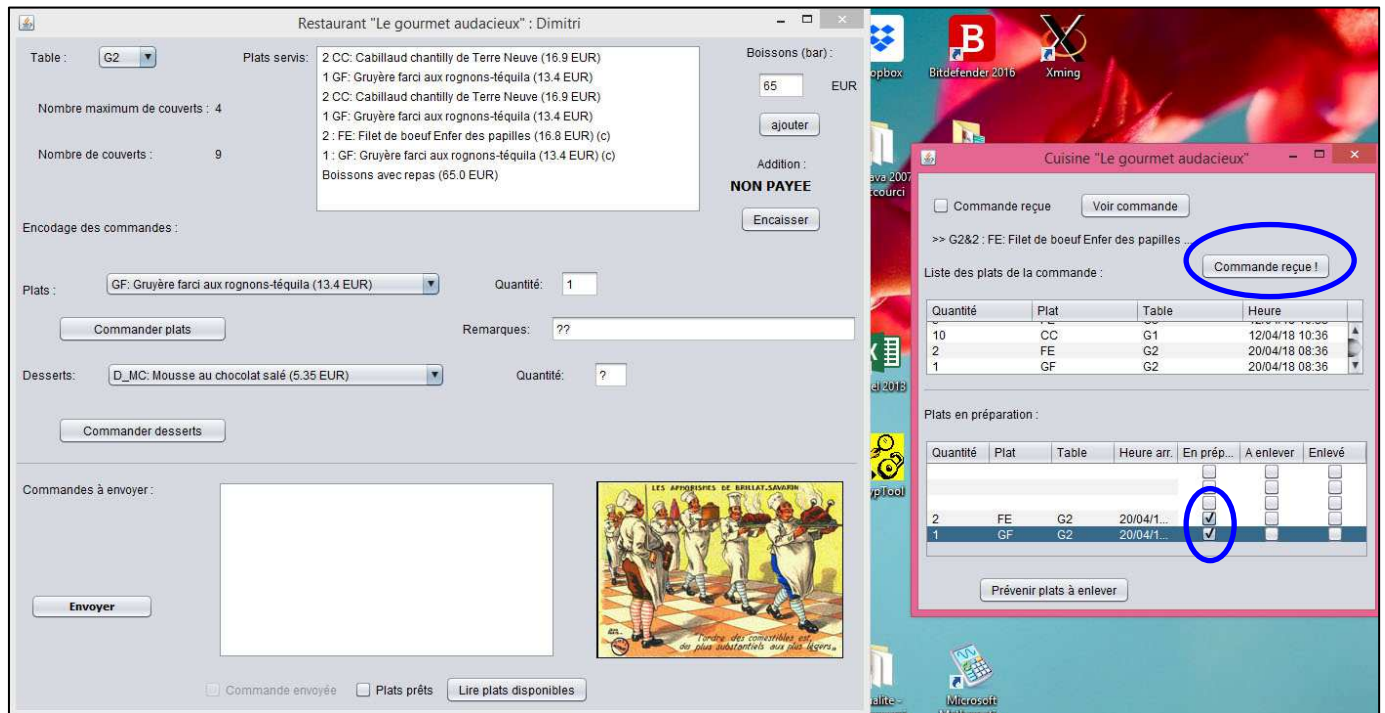 Restaurant "Le gourmet audacieux" : Dimitri
Table :
G2
Nombre maximum de couverts : 4
Nombre de couverts : 9
Plats servis:
2 CC: Cabillaud chantilly de Terre Neuve (16.9 EUR)
1 GF: Gruyère farci aux rognons-téquila (13.4 EUR)
2 CC: Cabillaud chantilly de Terre Neuve (16.9 EUR)
1 GF: Gruyère farci aux rognons-téquila (13.4 EUR)
2 : FE: Filet de boeuf Enfer des papilles (16.8 EUR) (c)
1 : GF: Gruyère farci aux rognons-téquila (13.4 EUR) (c)
Boissons avec repas (65.0 EUR)
Boissons (bar) :
65 EUR
ajouter
Addition :
NON PAYEE
Encaisser
Encodage des commandes :
Plats : GF: Gruyère farci aux rognons-téquila (13.4 EUR) Quantité: 1
Commander plats Remarques: ??
Desserts: D_MC: Mousse au chocolat salé (5.35 EUR) Quantité: ?
Commander desserts
Commandes à envoyer :
Envoyer
LES APHORISMES DE BRILLAT-SAVARIN
l'ordre des comestibles est,
des plus substantiels aux plus légers.
Commande envoyée Plats prêts Lire plats disponibles
opbox Bitdefender 2016 Xming
ava 2007
ccourci
el 2013
ypTool
alite -
Microsoft
Cuisine "Le gourmet audacieux"
Commande reçue Voir commande
>> G2&2 : FE: Filet de boeuf Enfer des papilles ...
Commande reçue !
Liste des plats de la commande :
Quantité Plat Table Heure
10 CC G1 12/04/18 10:36
2 FE G2 20/04/18 08:36
1 GF G2 20/04/18 08:36
Plats en préparation :
Quantité Plat Table Heure arr. En prép... A enlever Enlevé
2 FE G2 20/04/1...
1 GF G2 20/04/1...
Prévenir plats à enlever